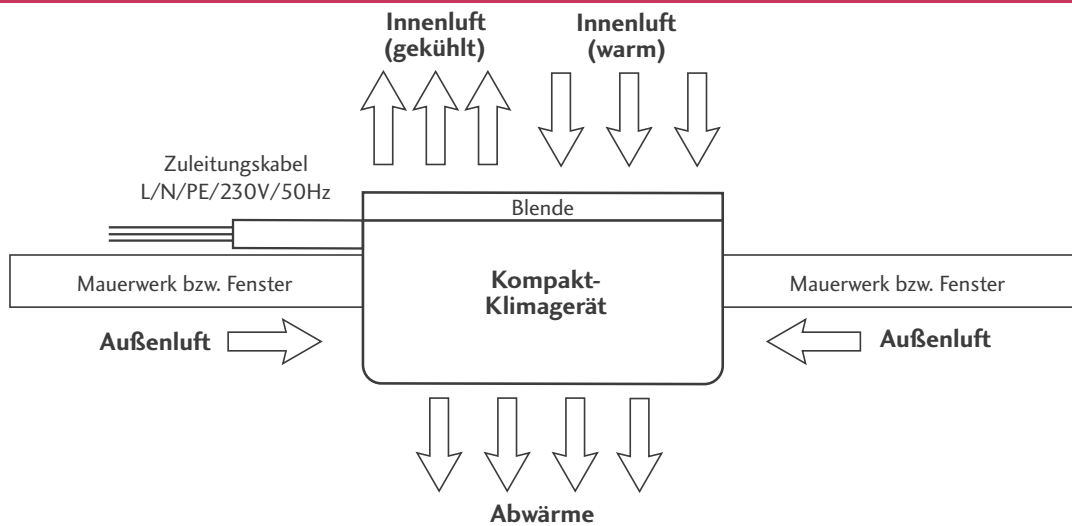 Innenluft
(gekühlt)
Innenluft
(warm)
Zuleitungskabel
L/N/PE/230V/50Hz
Blende
Mauerwerk bzw. Fenster
Kompakt-
Klimagerät
Mauerwerk bzw. Fenster
Außenluft
Außenluft
Abwärme